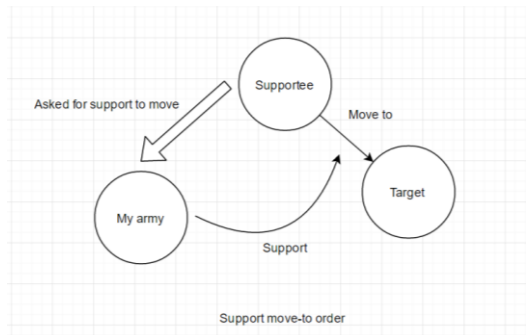 Supportee
Asked for support to move
Move to
Target
My army
Support
Support move-to order